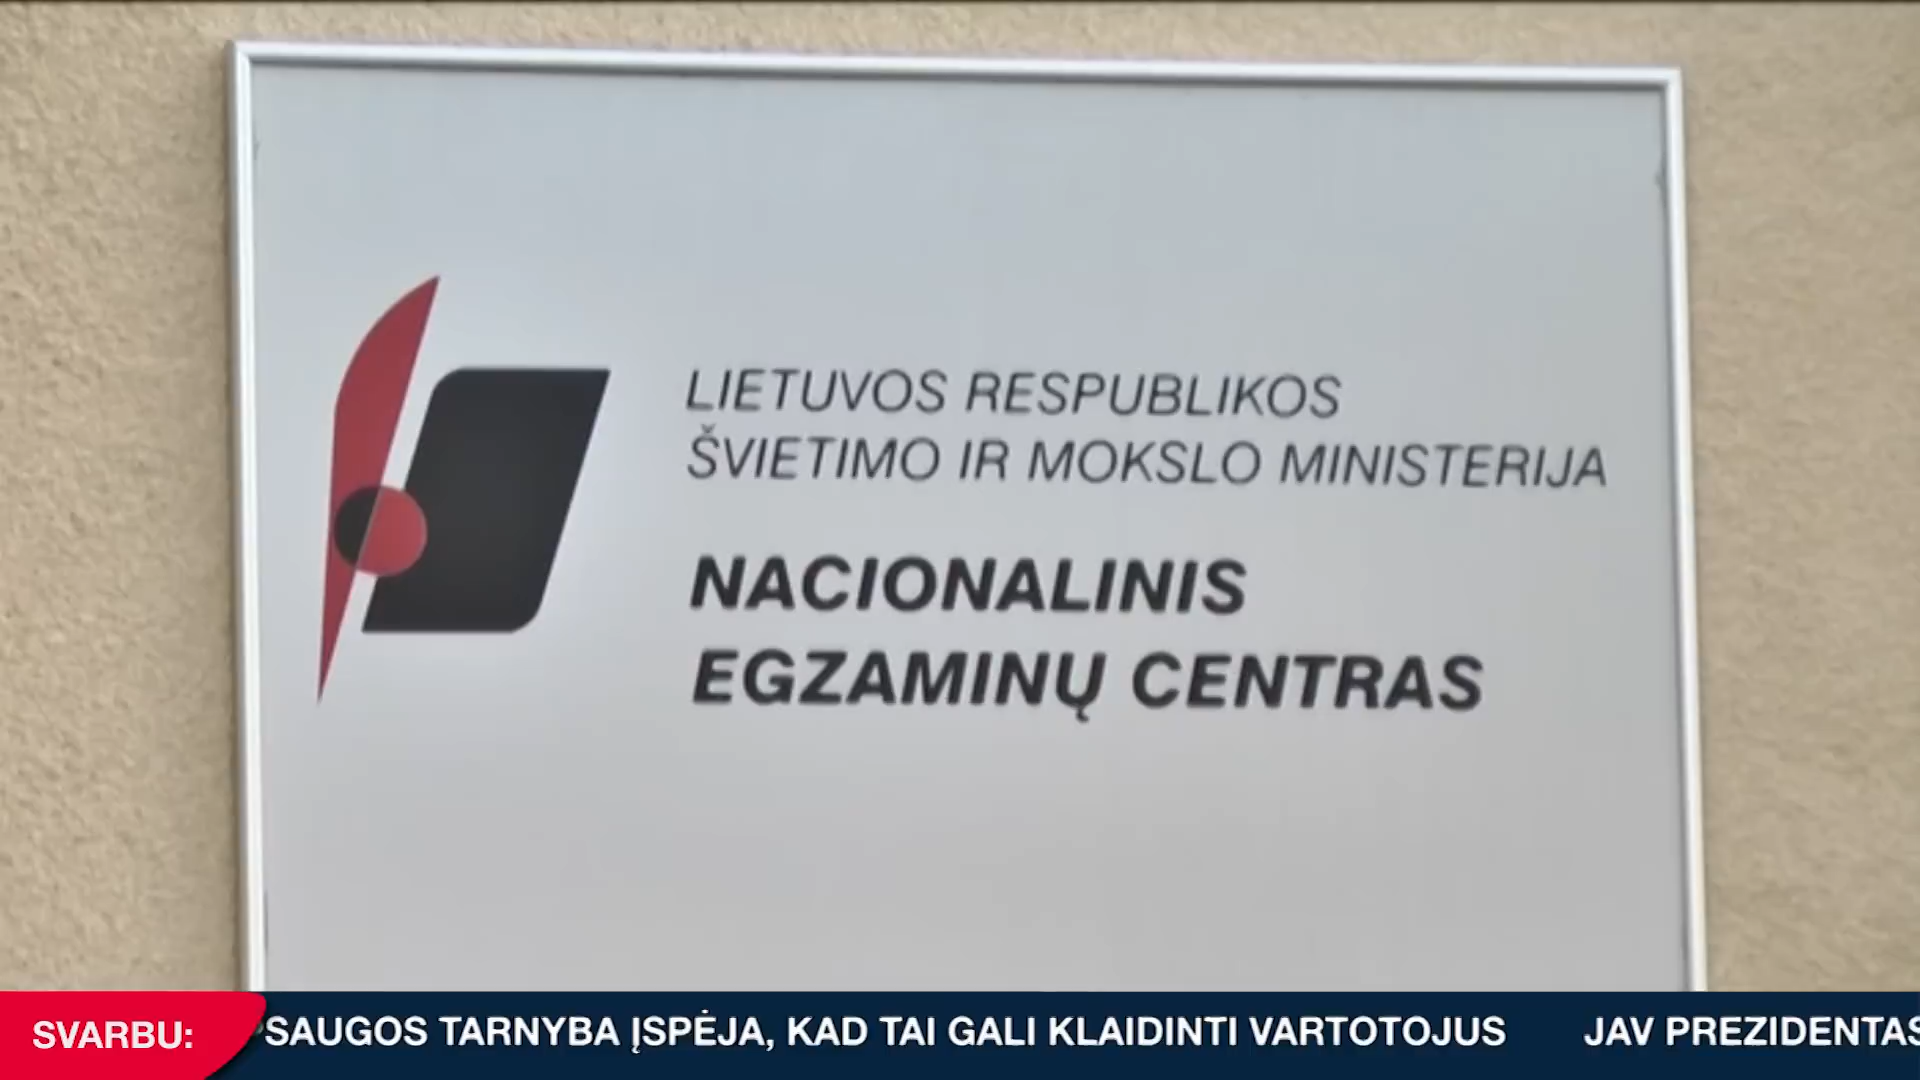 LIETUVOS RESPUBLIKOS
ŠVIETIMO IR MOKSLO MINISTERIJA
NACIONALINIS
EGZAMINŲ CENTRAS
SVARBU: PSAUGOS TARNYBA ĮSPĖJA, KAD TAI GALI KLAIDINTI VARTOTOJUS JAV PREZIDENTAS